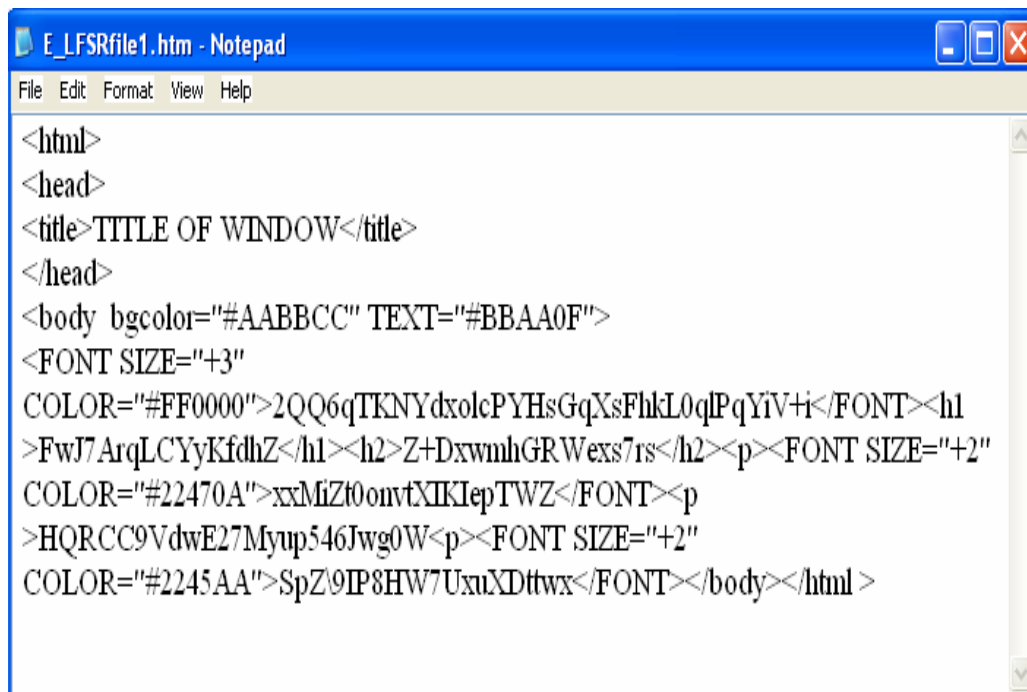 E_LFSRfile1.htm - Notepad
File Edit Format View Help
<html>
<head>
<title>TITLE OF WINDOW</title>
</head>
<body bgcolor="#AABBCC" TEXT="#BBAA0F">
<FONT SIZE="+3"
COLOR="#FF0000">2QQ6qTKNYdxolcPYHsGqXsFhkL0qlPqYiV+i</FONT><h1
>FwJ7ArqLCYyKfdhZ</h1><h2>Z+DxwmhGRWexs7rs</h2><p><FONT SIZE="+2"
COLOR="#22470A">xxMiZt0onvtXIKIepTWZ</FONT><p
>HQRCC9VdwE27Myup546Jwg0W<p><FONT SIZE="+2"
COLOR="#2245AA">SpZ\9IP8HW7UxuXDttwx</FONT></body></html >